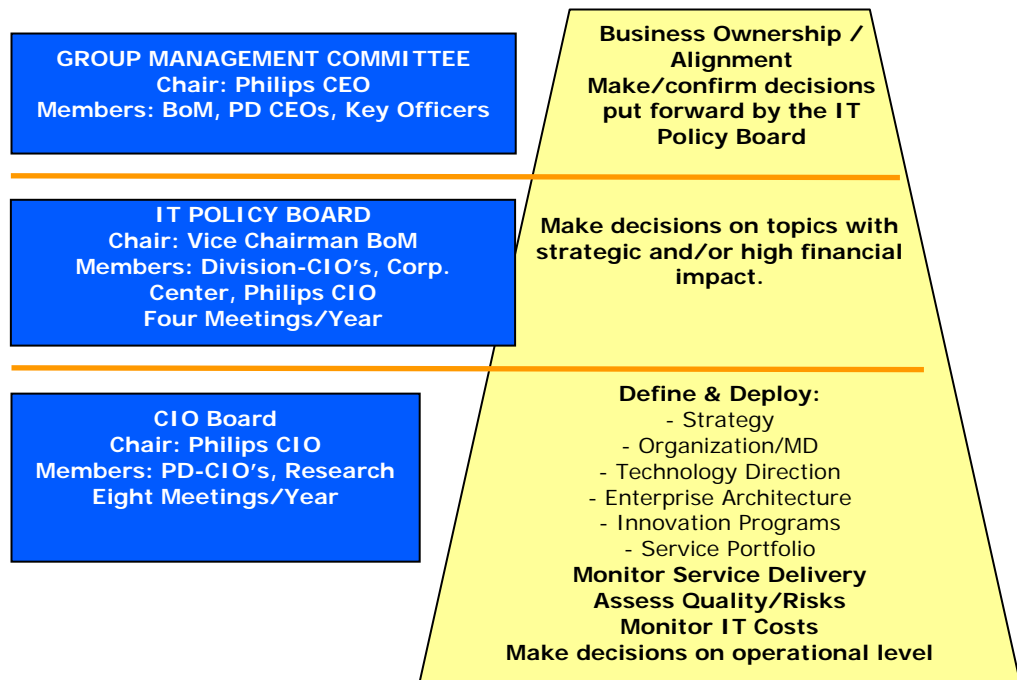 GROUP MANAGEMENT COMMITTEE
Chair: Philips CEO
Members: BoM, PD CEOs, Key Officers
Business Ownership /
Alignment
Make/confirm decisions
put forward by the IT
Policy Board
IT POLICY BOARD
Chair: Vice Chairman BoM
Members: Division-CIO’s, Corp.
Center, Philips CIO
Four Meetings/Year
Make decisions on topics with
strategic and/or high financial
impact.
CIO Board
Chair: Philips CIO
Members: PD-CIO’s, Research
Eight Meetings/Year
Define & Deploy:
- Strategy
- Organization/MD
- Technology Direction
- Enterprise Architecture
- Innovation Programs
- Service Portfolio
Monitor Service Delivery
Assess Quality/Risks
Monitor IT Costs
Make decisions on operational level